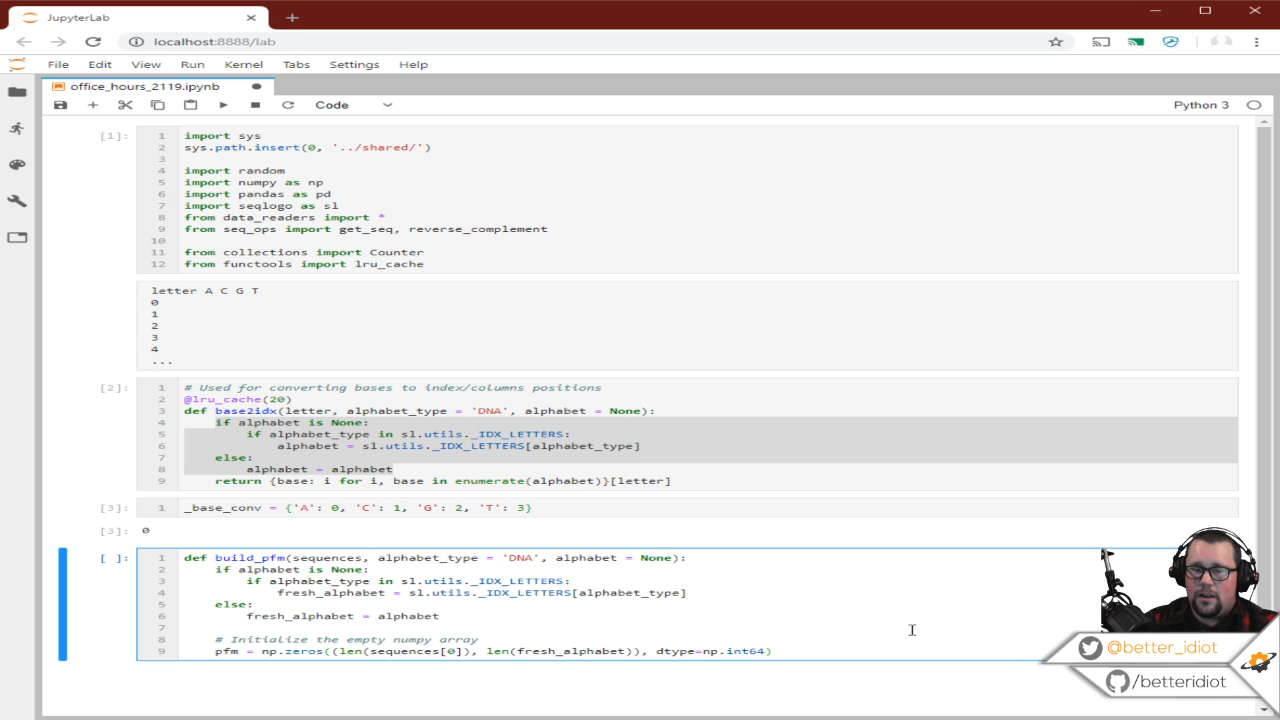 JupyterLab
localhost:8888/lab
File Edit View Run Kernel Tabs Settings Help
office_hours_2119.ipynb
Code
Python 3
[1]:
1 import sys
2 sys.path.insert(0, '../shared/')
3
4 import random
5 import numpy as np
6 import pandas as pd
7 import seqlogo as sl
8 from data_readers import *
9 from seq_ops import get_seq, reverse_complement
10
11 from collections import Counter
12 from functools import lru_cache
letter A C G T
0
1
2
3
4
...
[2]:
1 # Used for converting bases to index/columns positions
2 @lru_cache(20)
3 def base2idx(letter, alphabet_type = 'DNA', alphabet = None):
4 if alphabet is None:
5 if alphabet_type in sl.utils._IDX_LETTERS:
6 alphabet = sl.utils._IDX_LETTERS[alphabet_type]
7 else:
8 alphabet = alphabet
9 return {base: i for i, base in enumerate(alphabet)}[letter]
[3]: 1 _base_conv = {'A': 0, 'C': 1, 'G': 2, 'T': 3}
[3]: 0
[ ]:
1 def build_pfm(sequences, alphabet_type = 'DNA', alphabet = None):
2 if alphabet is None:
3 if alphabet_type in sl.utils._IDX_LETTERS:
4 fresh_alphabet = sl.utils._IDX_LETTERS[alphabet_type]
5 else:
6 fresh_alphabet = alphabet
7
8 # Initialize the empty numpy array
9 pfm = np.zeros((len(sequences[0]), len(fresh_alphabet)), dtype=np.int64)
@better_idiot
/betteridiot